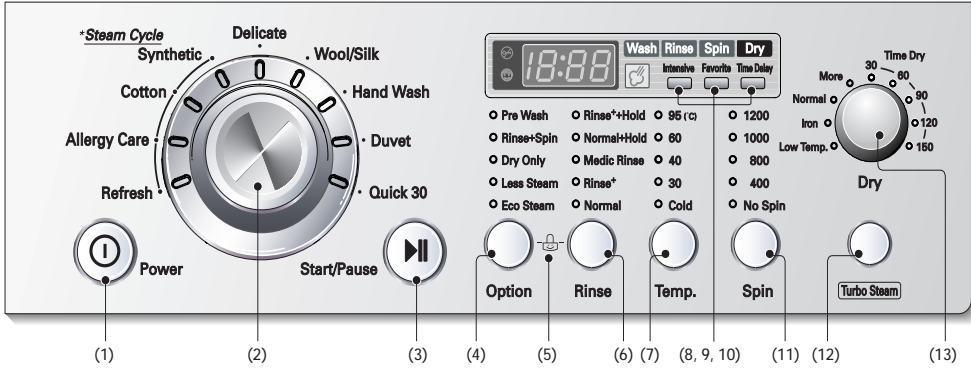 *Steam Cycle
Synthetic
Delicate
Wool/Silk
Cotton
Hand Wash
Allergy Care
Duvet
Refresh
Quick 30
Power
Start/Pause
18:88
Wash Rinse Spin Dry
Intensive Favorite Time Delay
Pre Wash Rinse⁺+Hold 95 (℃) 1200
Rinse+Spin Normal+Hold 60 1000
Dry Only Medic Rinse 40 800
Less Steam Rinse⁺ 30 400
Eco Steam Normal Cold No Spin
Option Rinse Temp. Spin
Time Dry
More 30 60
Normal 90
Iron 120
Low Temp. 150
Dry
Turbo Steam
(1) (2) (3) (4) (5) (6) (7) (8, 9, 10) (11) (12) (13)